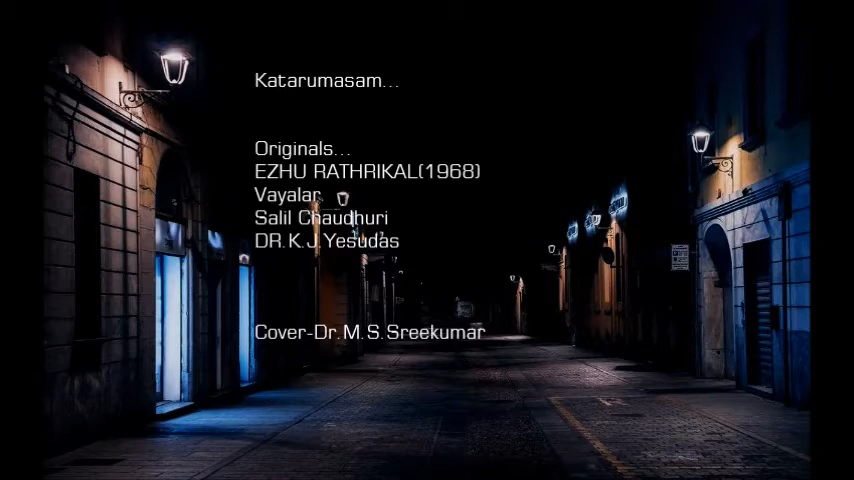 Katarumasam...
Originals...
EZHU RATHRIKAL(1968)
Vayalar
Salil Chaudhuri
DR.K.J.Yesudas
Cover-Dr.M.S.Sreekumar